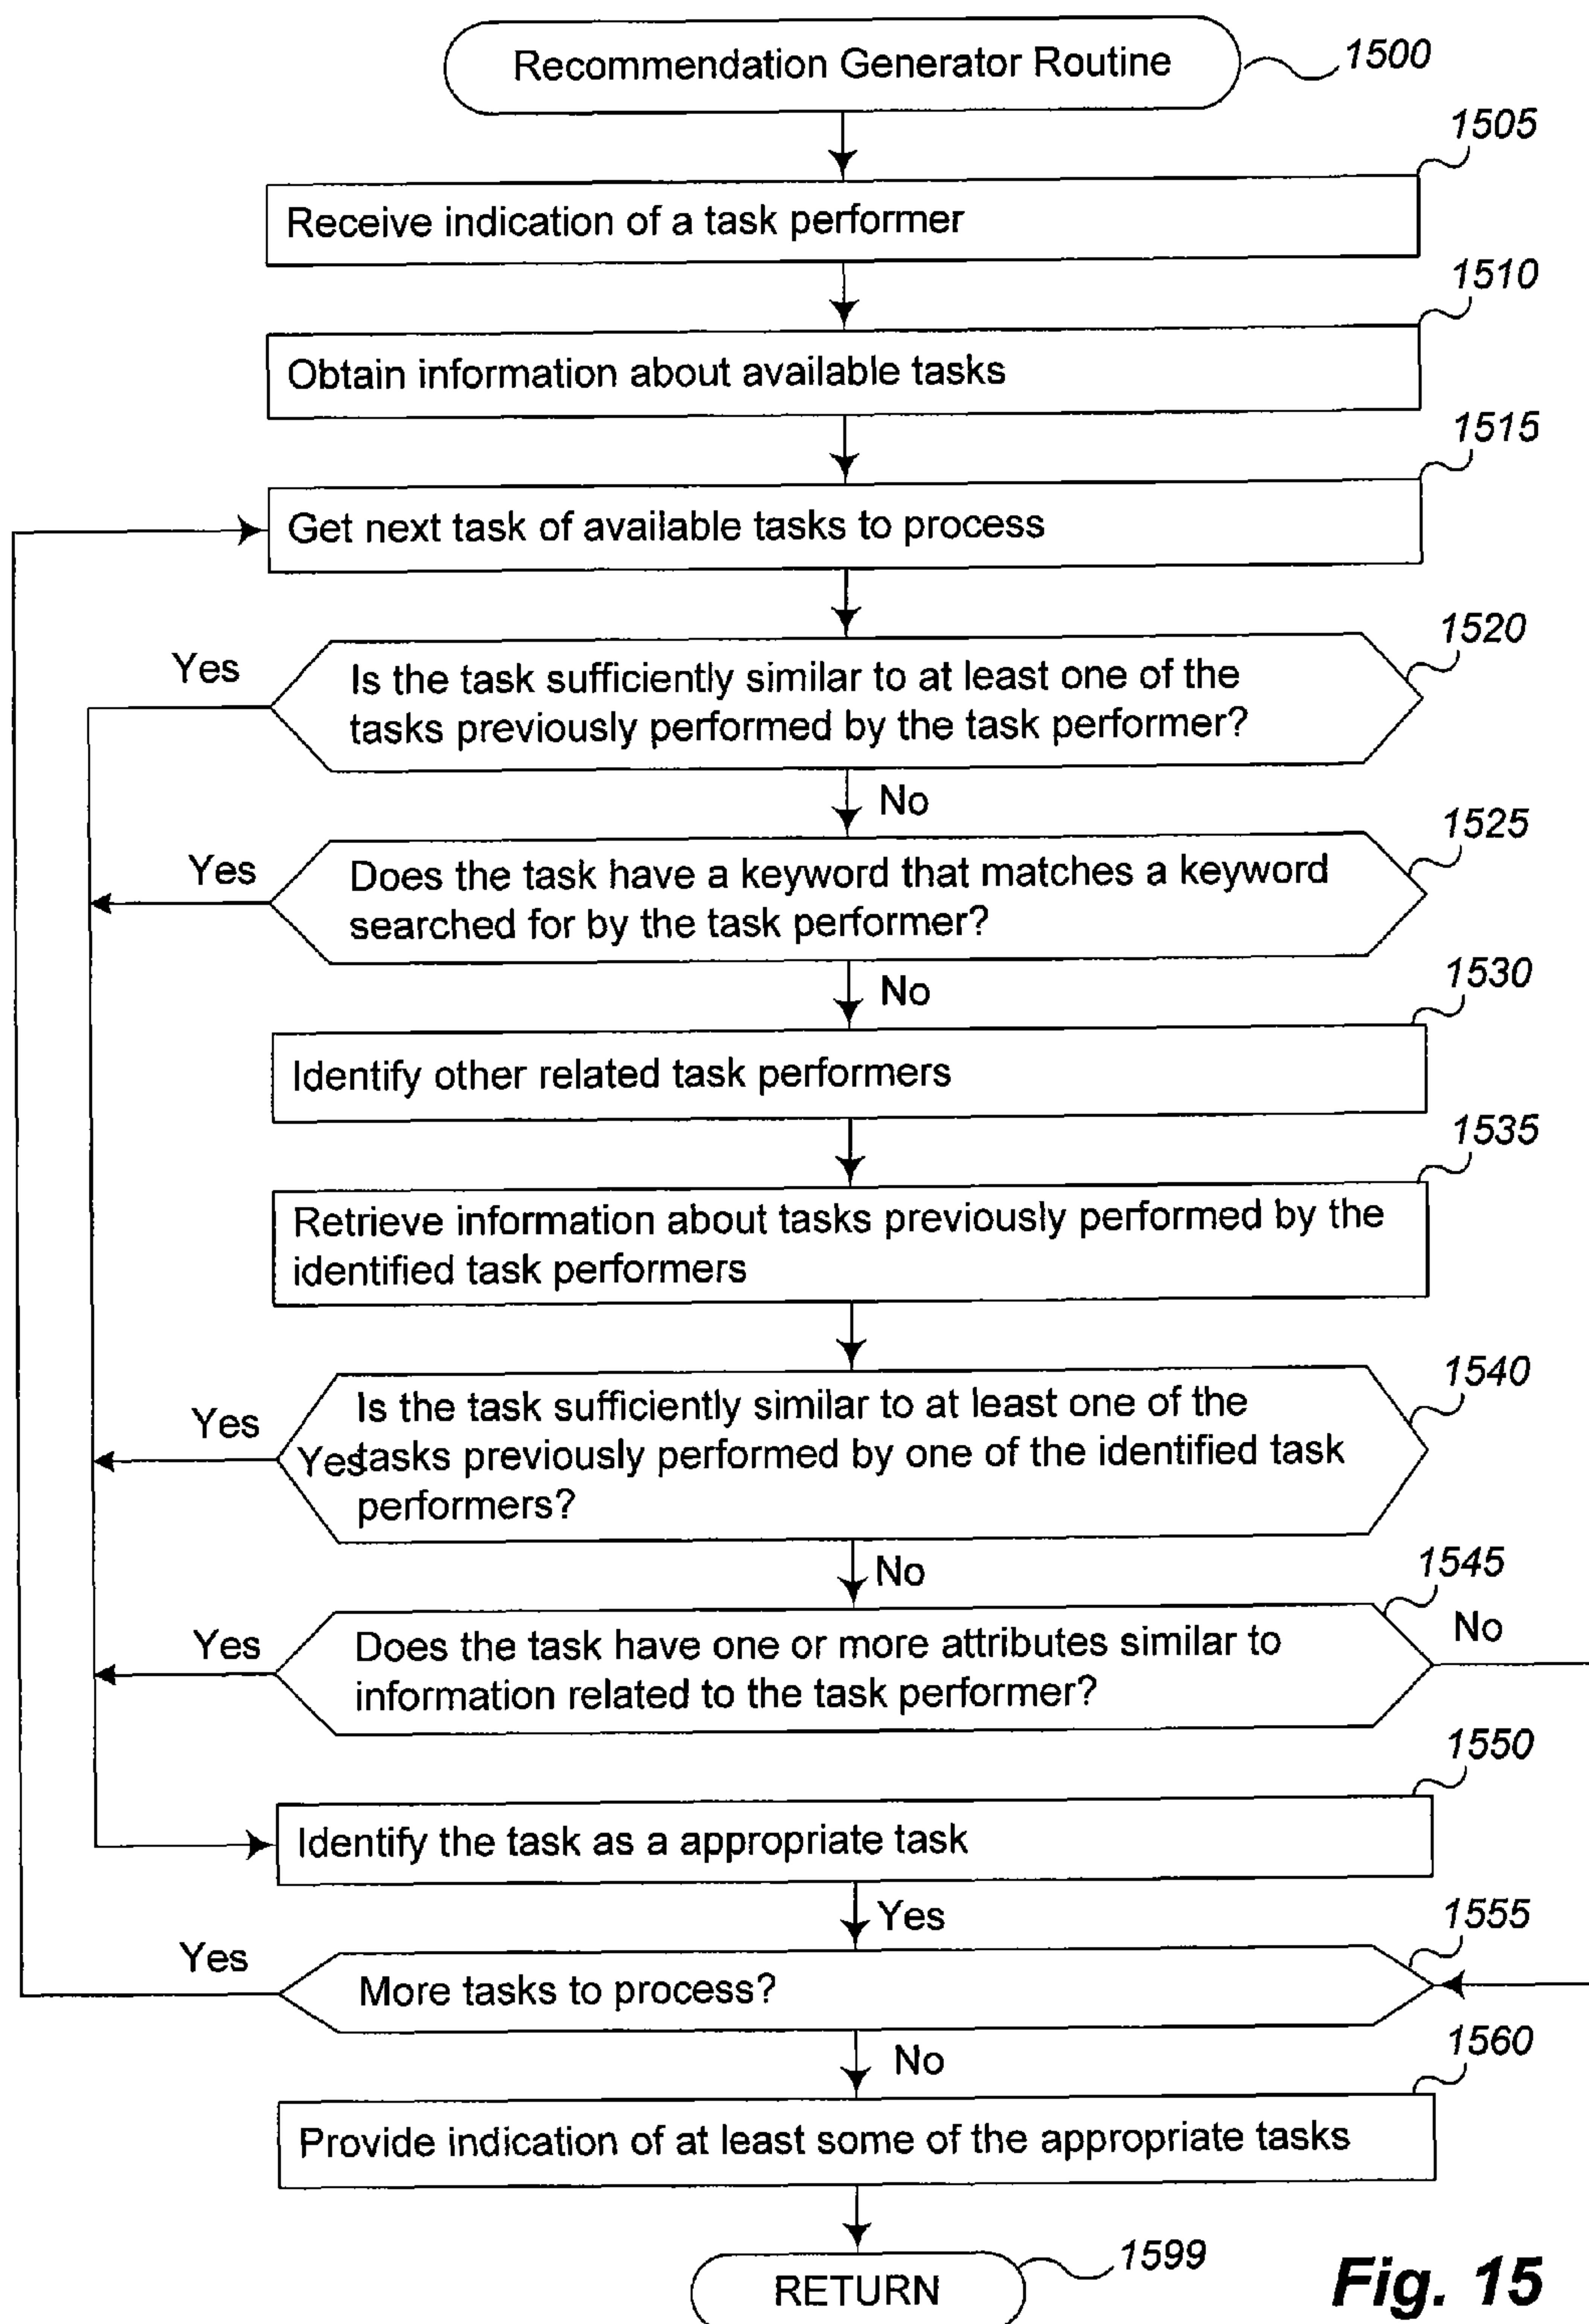 Recommendation Generator Routine
1500
1505
Receive indication of a task performer
1510
Obtain information about available tasks
1515
Get next task of available tasks to process
1520
Yes
Is the task sufficiently similar to at least one of the
tasks previously performed by the task performer?
No
1525
Yes
Does the task have a keyword that matches a keyword
searched for by the task performer?
No
1530
Identify other related task performers
1535
Retrieve information about tasks previously performed by the
identified task performers
1540
Yes
Is the task sufficiently similar to at least one of the
Yes
tasks previously performed by one of the identified task
performers?
No
1545
Yes
No
Does the task have one or more attributes similar to
information related to the task performer?
1550
Identify the task as a appropriate task
Yes
1555
Yes
More tasks to process?
No
1560
Provide indication of at least some of the appropriate tasks
1599
RETURN
Fig. 15